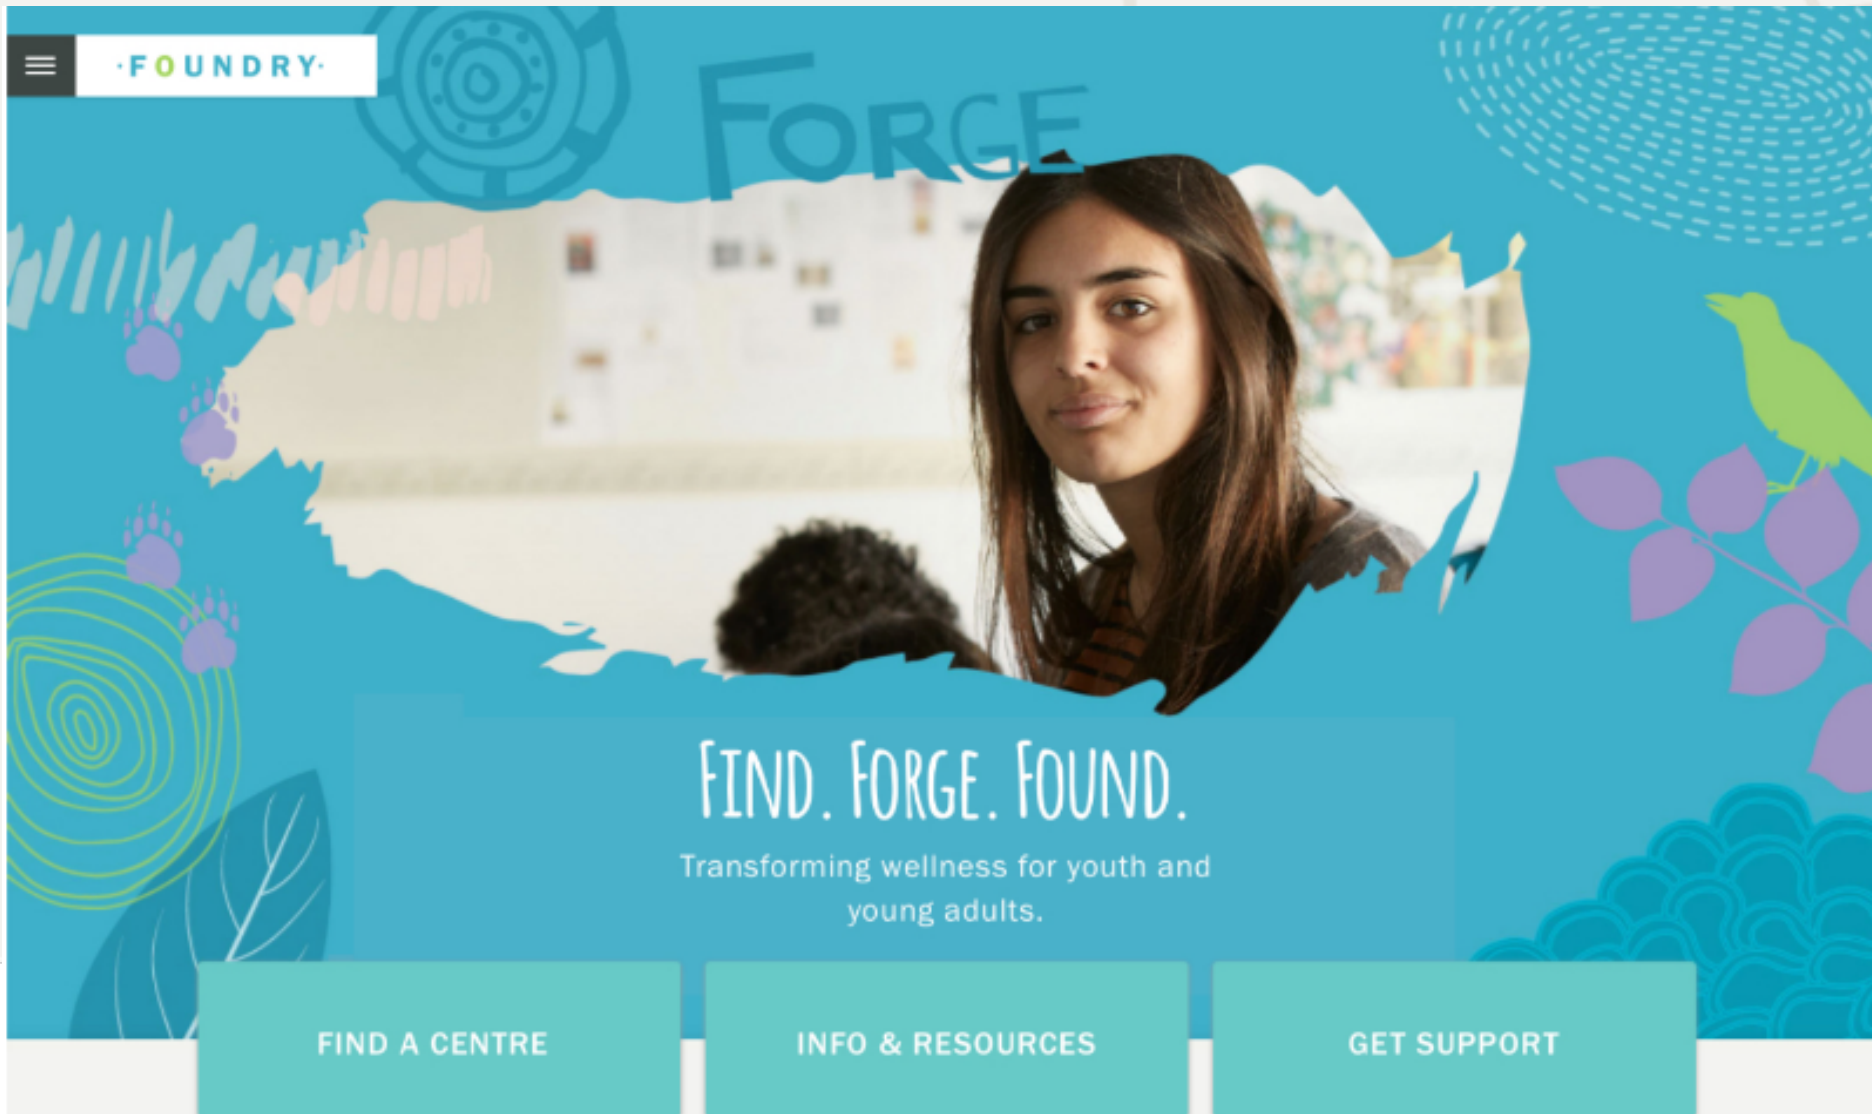 ·FOUNDRY·
FORGE
FIND. FORGE. FOUND.
Transforming wellness for youth and
young adults.
FIND A CENTRE
INFO & RESOURCES
GET SUPPORT